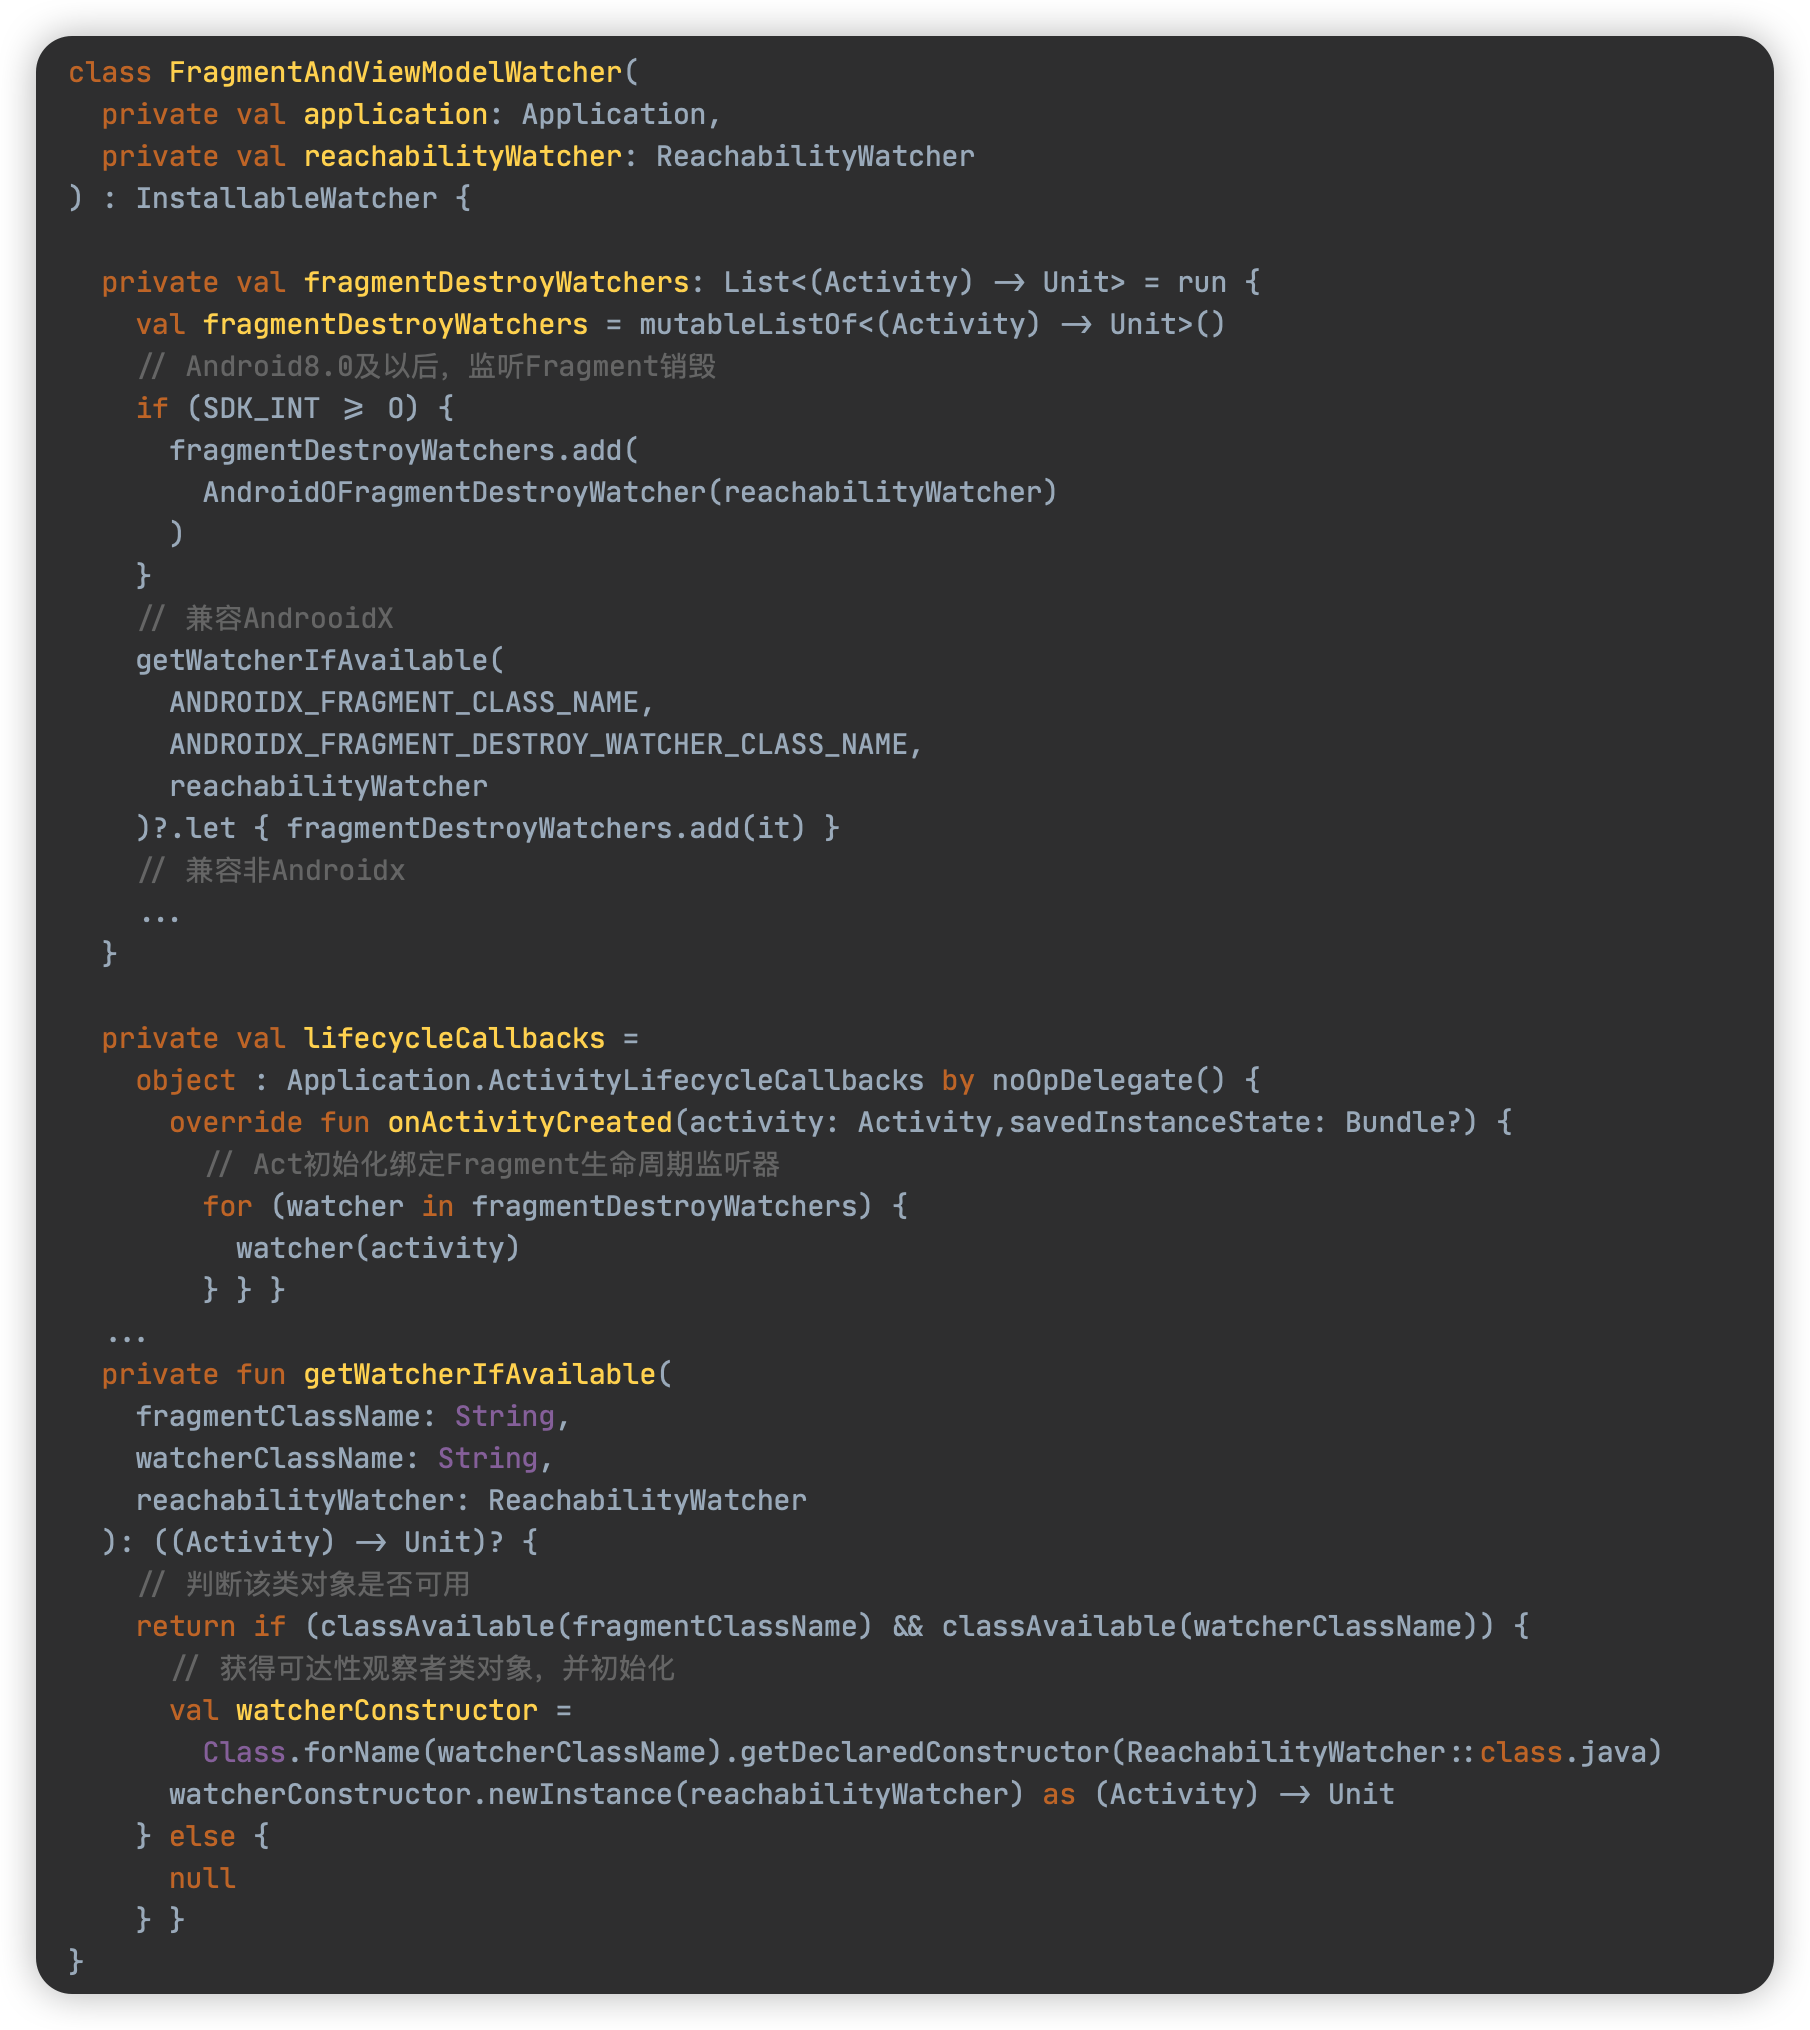 class FragmentAndViewModelWatcher(
  private val application: Application,
  private val reachabilityWatcher: ReachabilityWatcher
) : InstallableWatcher {

  private val fragmentDestroyWatchers: List<(Activity) -> Unit> = run {
    val fragmentDestroyWatchers = mutableListOf<(Activity) -> Unit>()
    // Android8.0及以后，监听Fragment销毁
    if (SDK_INT >= O) {
      fragmentDestroyWatchers.add(
        AndroidOFragmentDestroyWatcher(reachabilityWatcher)
      )
    }
    // 兼容AndrooidX
    getWatcherIfAvailable(
      ANDROIDX_FRAGMENT_CLASS_NAME,
      ANDROIDX_FRAGMENT_DESTROY_WATCHER_CLASS_NAME,
      reachabilityWatcher
    )?.let { fragmentDestroyWatchers.add(it) }
    // 兼容非Androidx
    ...
  }

  private val lifecycleCallbacks =
    object : Application.ActivityLifecycleCallbacks by noOpDelegate() {
      override fun onActivityCreated(activity: Activity,savedInstanceState: Bundle?) {
        // Act初始化绑定Fragment生命周期监听器
        for (watcher in fragmentDestroyWatchers) {
          watcher(activity)
        } } }
  ...
  private fun getWatcherIfAvailable(
    fragmentClassName: String,
    watcherClassName: String,
    reachabilityWatcher: ReachabilityWatcher
  ): ((Activity) -> Unit)? {
    // 判断该类对象是否可用
    return if (classAvailable(fragmentClassName) && classAvailable(watcherClassName)) {
      // 获得可达性观察者类对象，并初始化
      val watcherConstructor =
        Class.forName(watcherClassName).getDeclaredConstructor(ReachabilityWatcher::class.java)
      watcherConstructor.newInstance(reachabilityWatcher) as (Activity) -> Unit
    } else {
      null
    } }
}